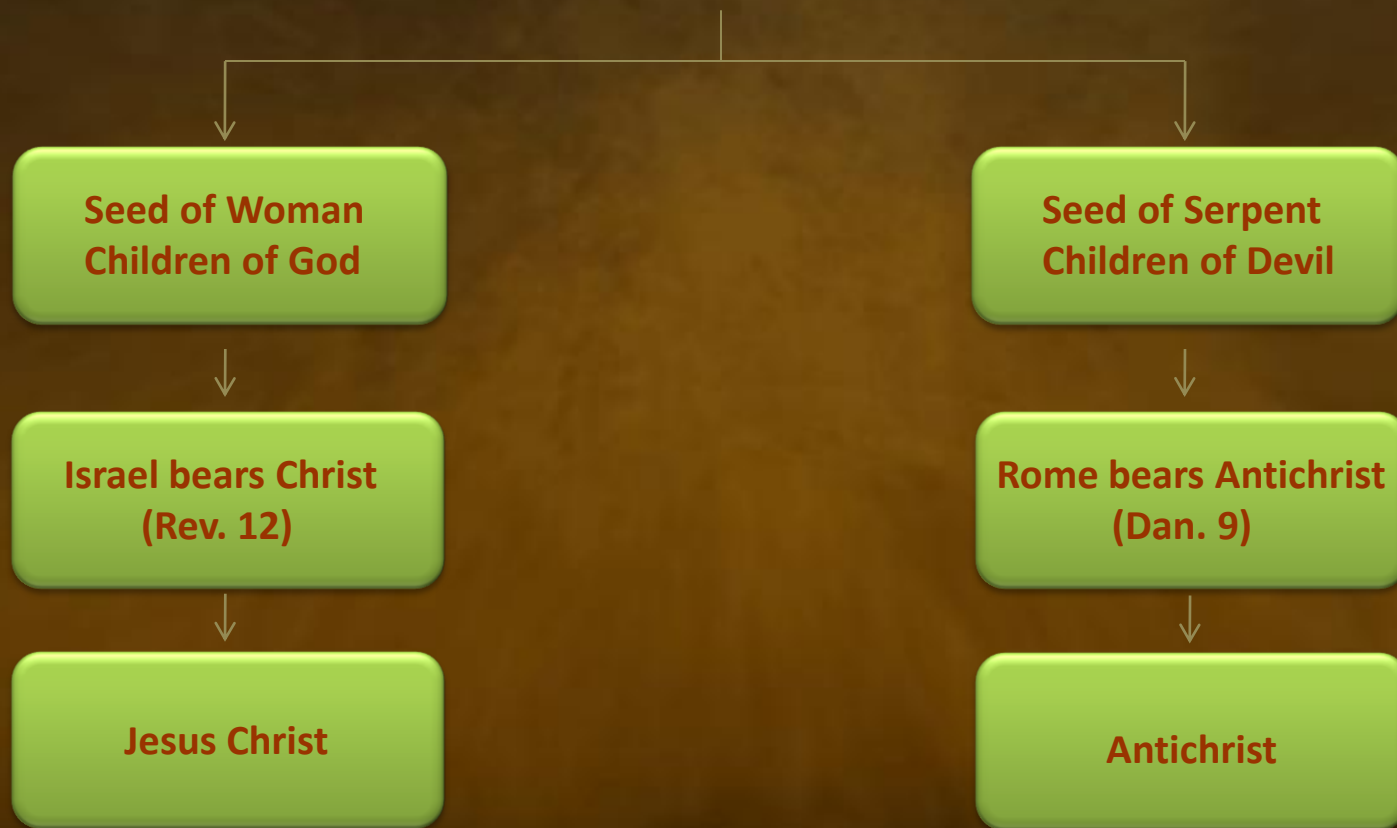 Seed of Woman
Children of God
Seed of Serpent
Children of Devil
Israel bears Christ
(Rev. 12)
Rome bears Antichrist
(Dan. 9)
Jesus Christ
Antichrist